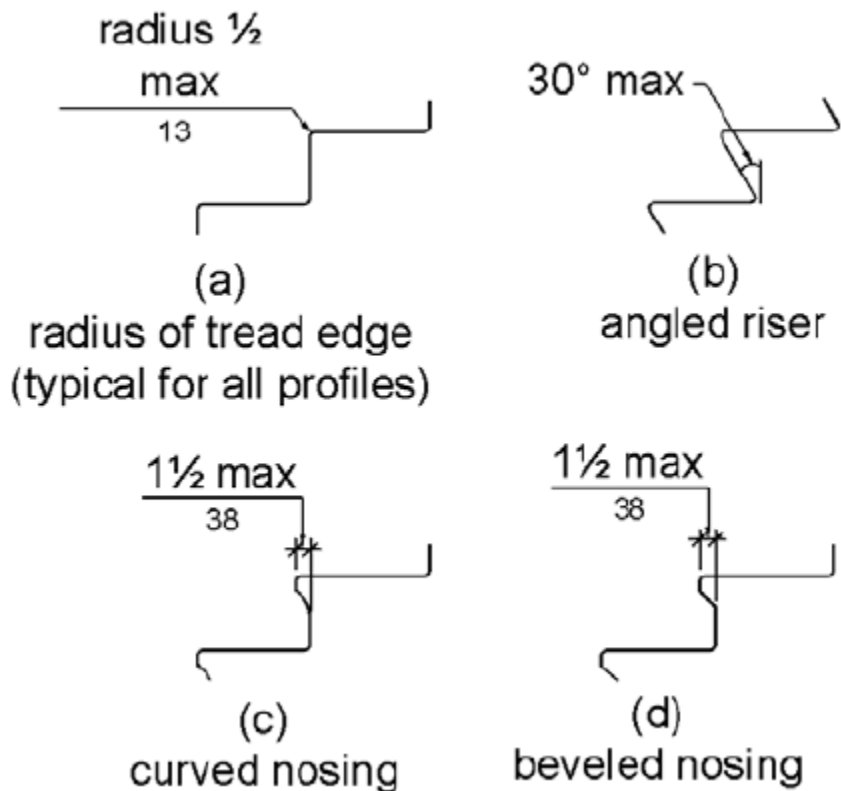 radius ½
max
13
(a)
radius of tread edge
(typical for all profiles)
30° max
(b)
angled riser
1½ max
38
(c)
curved nosing
1½ max
38
(d)
beveled nosing